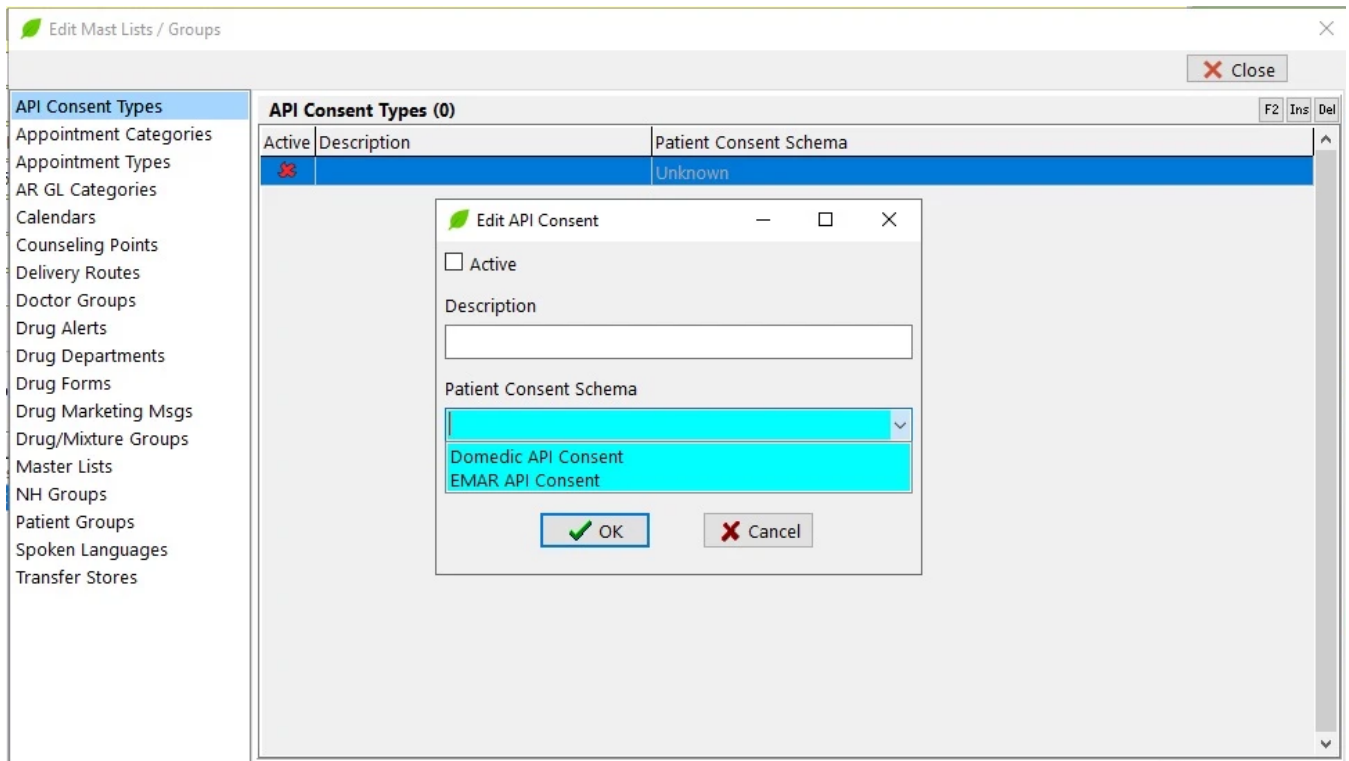 Edit Mast Lists / Groups
Close
API Consent Types
Appointment Categories
Appointment Types
AR GL Categories
Calendars
Counseling Points
Delivery Routes
Doctor Groups
Drug Alerts
Drug Departments
Drug Forms
Drug Marketing Msgs
Drug/Mixture Groups
Master Lists
NH Groups
Patient Groups
Spoken Languages
Transfer Stores
API Consent Types (0)
F2 Ins Del
Active Description Patient Consent Schema
Unknown
Edit API Consent
Active
Description
Patient Consent Schema
Domedic API Consent
EMAR API Consent
OK Cancel